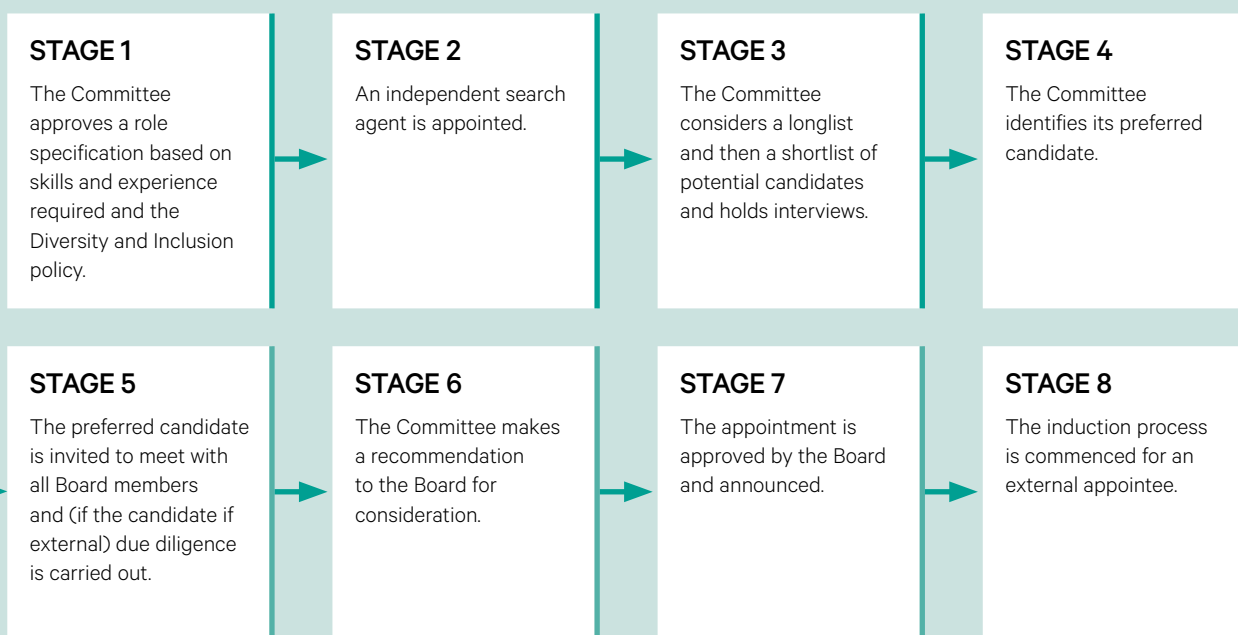 STAGE 1
The Committee
approves a role
specification based on
skills and experience
required and the
Diversity and Inclusion
policy.
STAGE 2
An independent search
agent is appointed.
STAGE 3
The Committee
considers a longlist
and then a shortlist of
potential candidates
and holds interviews.
STAGE 4
The Committee
identifies its preferred
candidate.
STAGE 5
The preferred candidate
is invited to meet with
all Board members
and (if the candidate if
external) due diligence
is carried out.
STAGE 6
The Committee makes
a recommendation
to the Board for
consideration.
STAGE 7
The appointment is
approved by the Board
and announced.
STAGE 8
The induction process
is commenced for an
external appointee.